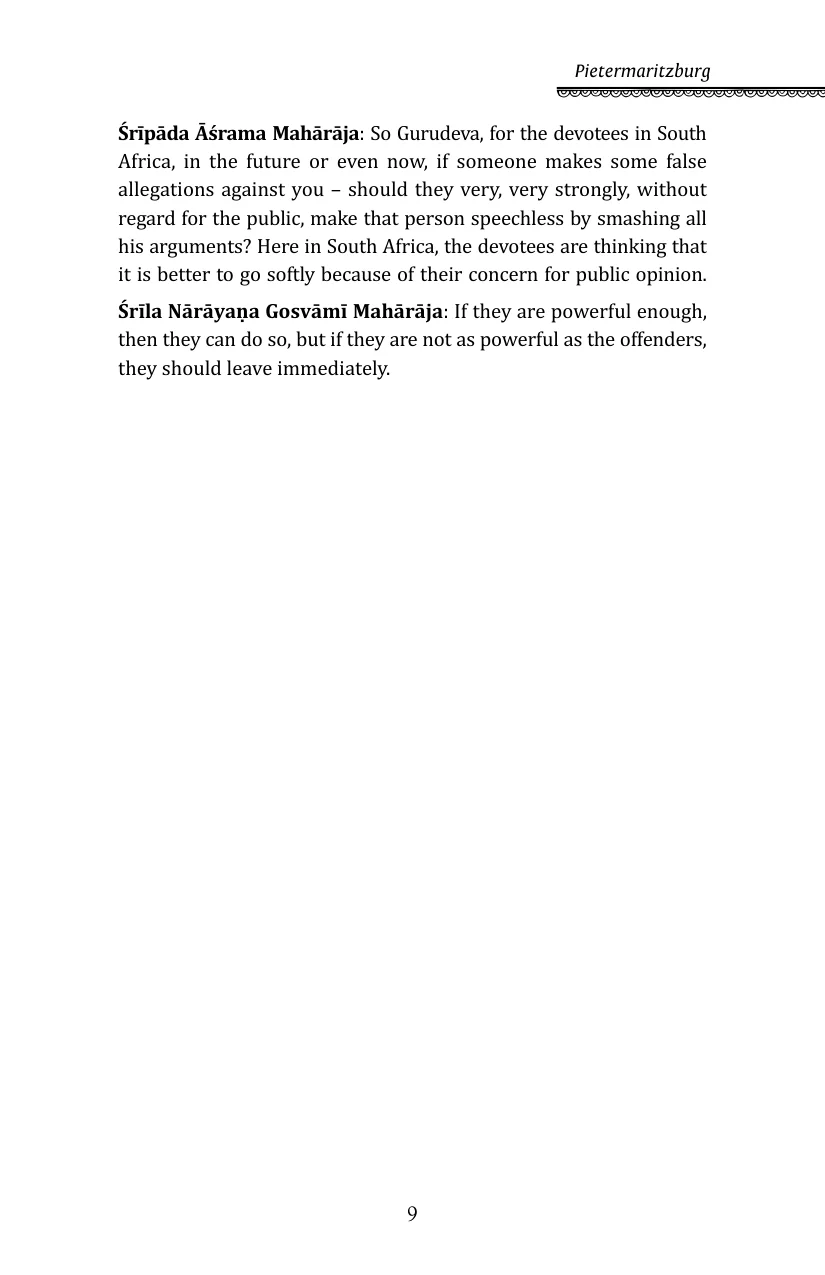 Pietermaritzburg
Śrīpāda Āśrama Mahārāja: So Gurudeva, for the devotees in South
Africa, in the future or even now, if someone makes some false
allegations against you – should they very, very strongly, without
regard for the public, make that person speechless by smashing all
his arguments? Here in South Africa, the devotees are thinking that
it is better to go softly because of their concern for public opinion.
Śrīla Nārāyaṇa Gosvāmī Mahārāja: If they are powerful enough,
then they can do so, but if they are not as powerful as the offenders,
they should leave immediately.
9